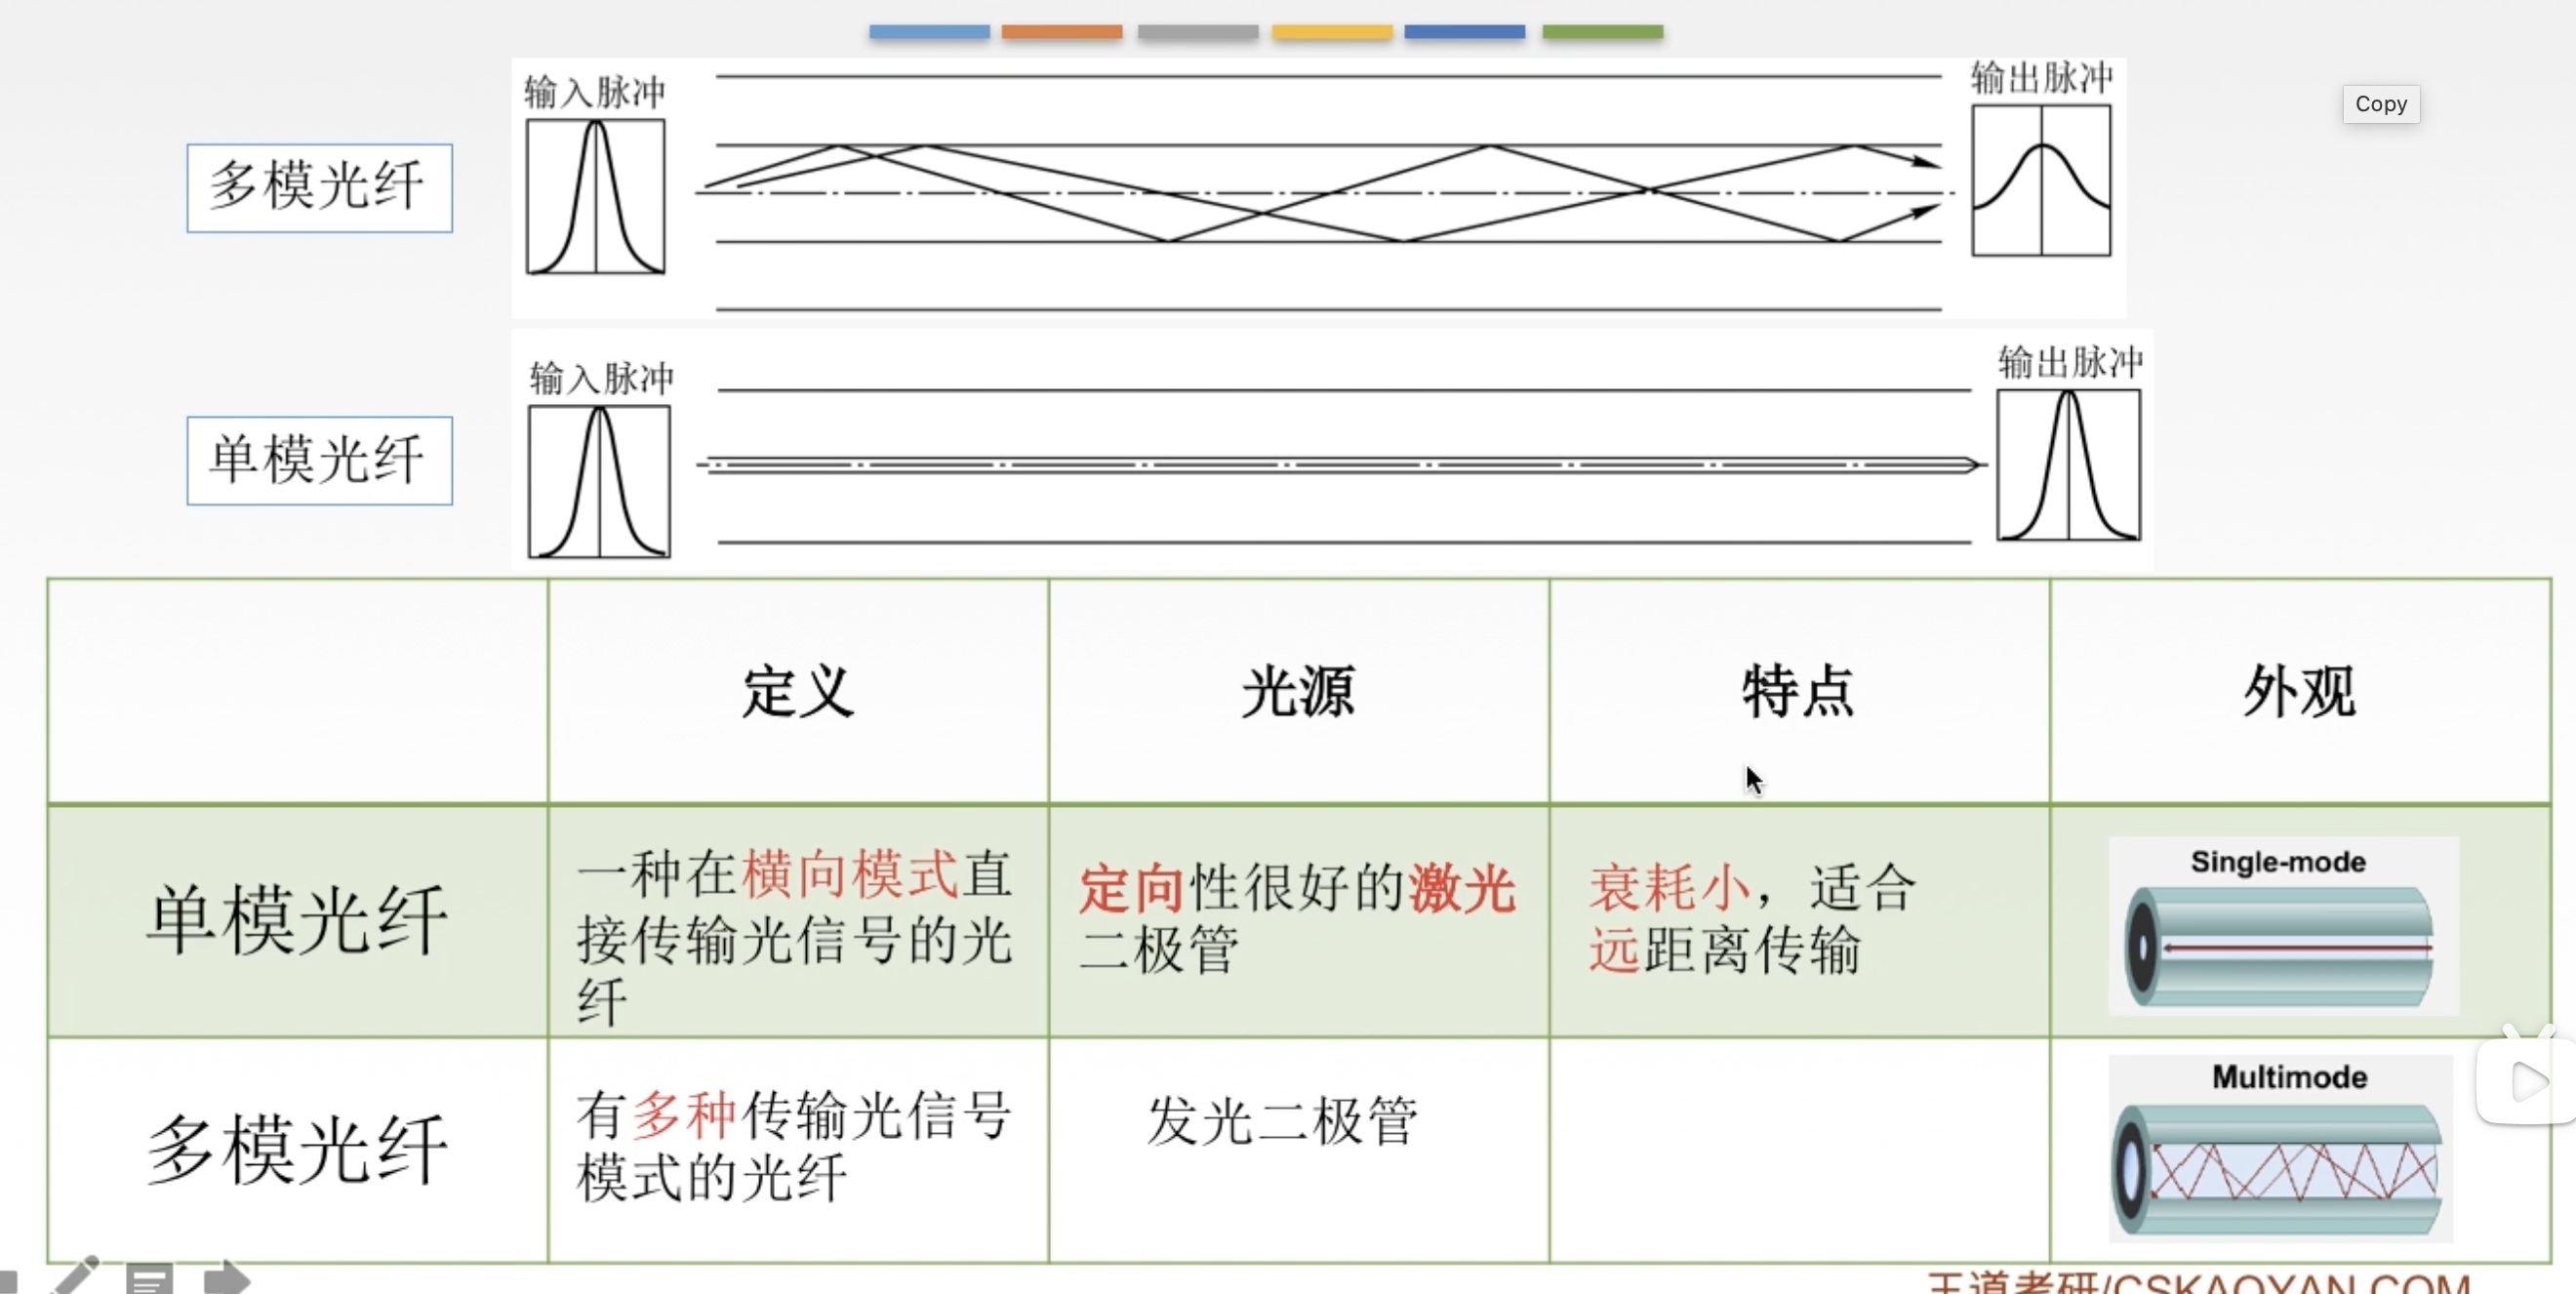 输入脉冲
输出脉冲
Copy
多模光纤
输入脉冲
输出脉冲
单模光纤
定义
光源
特点
外观
单模光纤
一种在横向模式直
接传输光信号的光
纤
定向性很好的激光
二极管
衰耗小，适合
远距离传输
Single-mode
多模光纤
有多种传输光信号
模式的光纤
发光二极管
Multimode
王道考研/CSKAOYAN.COM